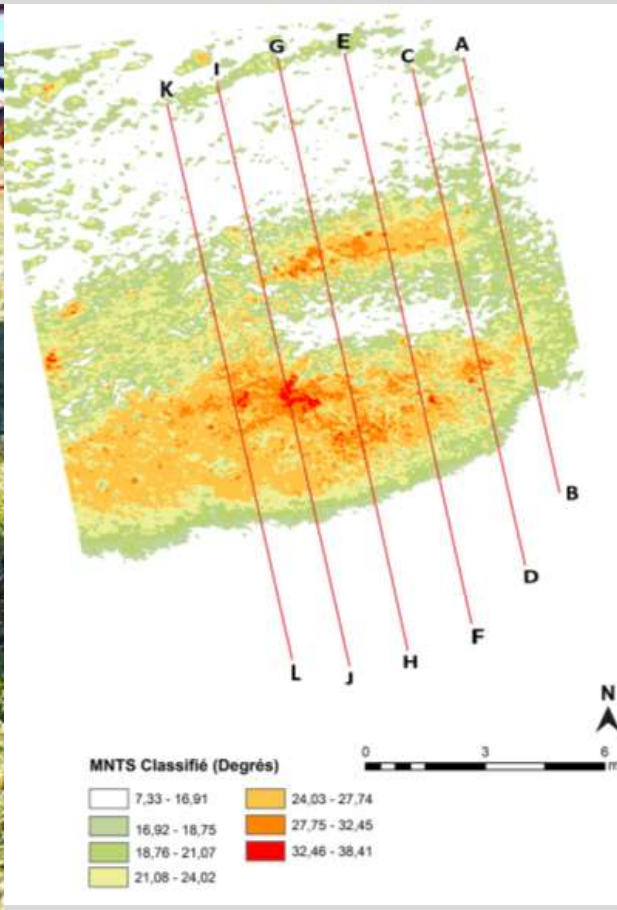 A
C
E
G
I
K
B
D
F
H
J
L
N
MNTS Classifié (Degrés)
0 3 6
m
7,33 - 16,91
16,92 - 18,75
18,76 - 21,07
21,08 - 24,02
24,03 - 27,74
27,75 - 32,45
32,46 - 38,41